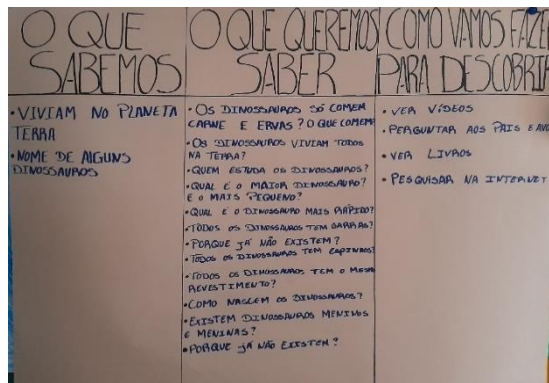 O QUE
SABEMOS
• VIVIAM NO PLANETA
TERRA
• NOME DE ALGUNS
DINOSSAUROS
O QUE QUEREMOS
SABER
• OS DINOSSAUROS SÓ COMEM
CARNE E ERVAS? O QUE COMEM?
• OS DINOSSAUROS VIVIAM TODOS
NA TERRA?
• QUEM ESTUDA OS DINOSSAUROS?
• QUAL É O MAIOR DINOSSAURO?
E O MAIS PEQUENO?
• QUAL É O DINOSSAURO MAIS RÁPIDO?
• TODOS OS DINOSSAUROS TEM GARRAS?
• PORQUE JÁ NÃO EXISTEM?
• TODOS OS DINOSSAUROS TEM ESPINHOS?
• TODOS OS DINOSSAUROS TEM O MESMO
REVESTIMENTO?
• COMO NASCEM OS DINOSSAUROS?
• EXISTEM DINOSSAUROS MENINOS
E MENINAS?
• PORQUE JÁ NÃO EXISTEM?
COMO VAMOS FAZE
PARA DESCOBRIR
• VER VÍDEOS
• PERGUNTAR AOS PAIS E AVÓ
• VER LIVROS
• PESQUISAR NA INTERNET